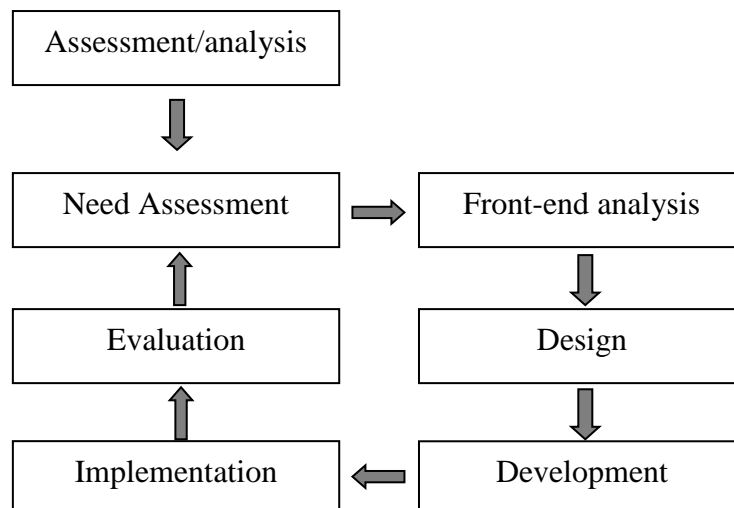 Assessment/analysis
Need Assessment
Front-end analysis
Evaluation
Design
Implementation
Development